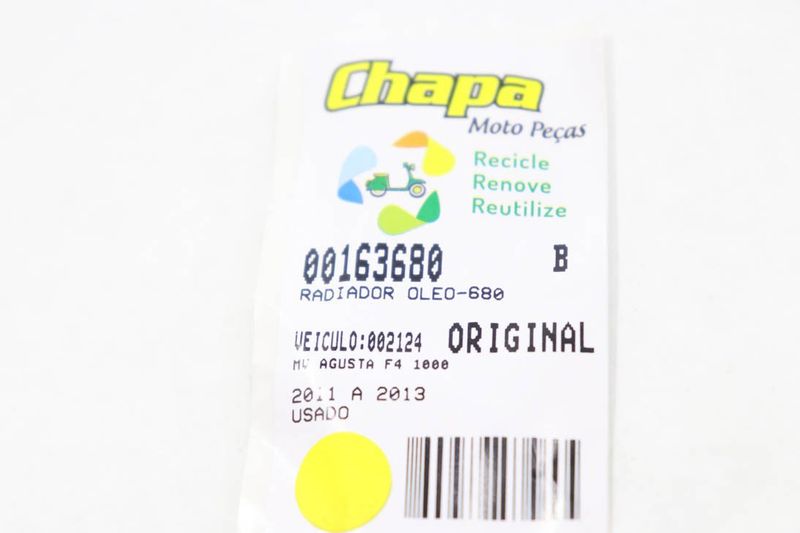 Chapa
Moto Peças
Recicle
Renove
Reutilize
00163680 B
RADIADOR OLEO-680
VEICULO:002124 ORIGINAL
MV AGUSTA F4 1000
2011 A 2013
USADO